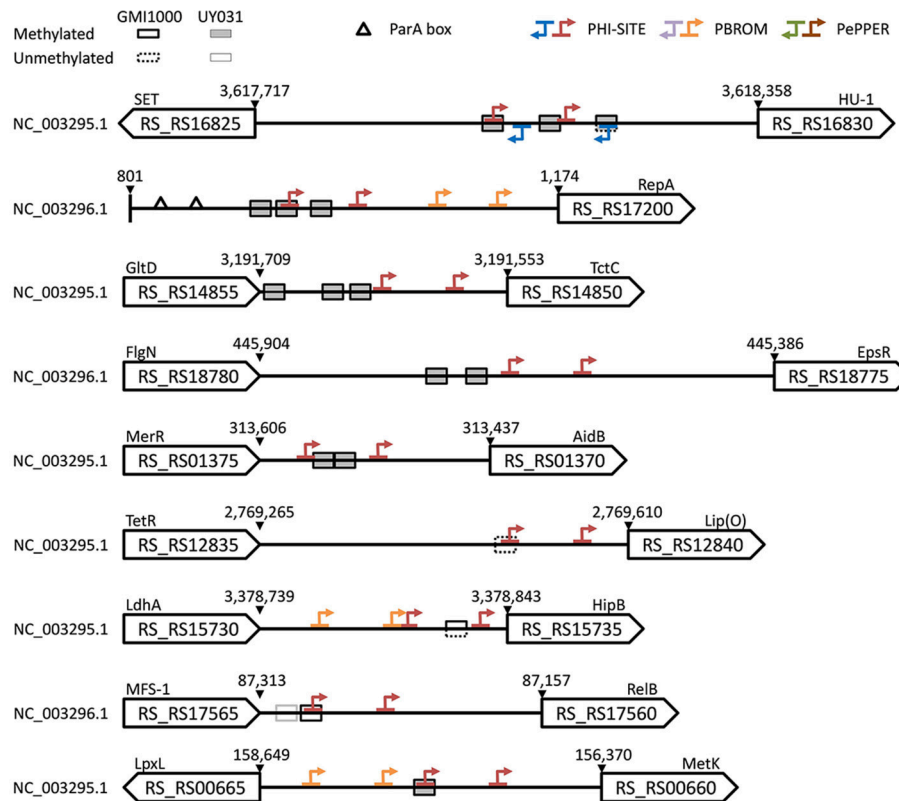 GMI1000 UY031
Methylated ParA box PHI-SITE PBROM PePPER
Unmethylated
SET 3,617,717 3,618,358 HU-1
NC_003295.1 RS_RS16825 RS_RS16830
801 1,174 RepA
NC_003296.1 RS_RS17200
GltD 3,191,709 3,191,553 TctC
NC_003295.1 RS_RS14855 RS_RS14850
FlgN 445,904 445,386 EpsR
NC_003296.1 RS_RS18780 RS_RS18775
MerR 313,606 313,437 AidB
NC_003295.1 RS_RS01375 RS_RS01370
TetR 2,769,265 2,769,610 Lip(O)
NC_003295.1 RS_RS12835 RS_RS12840
LdhA 3,378,739 3,378,843 HipB
NC_003295.1 RS_RS15730 RS_RS15735
MFS-1 87,313 87,157 RelB
NC_003296.1 RS_RS17565 RS_RS17560
LpxL 158,649 156,370 MetK
NC_003295.1 RS_RS00665 RS_RS00660